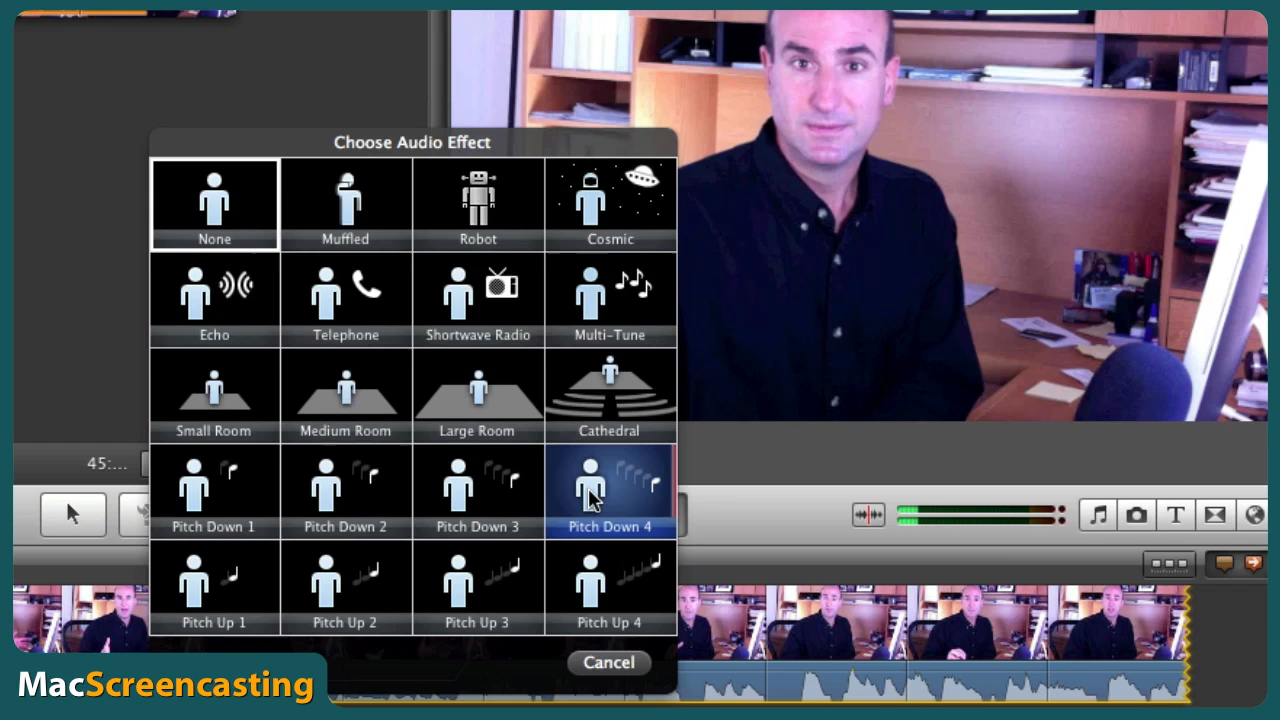 Choose Audio Effect
None
Muffled
Robot
Cosmic
Echo
Telephone
Shortwave Radio
Multi-Tune
Small Room
Medium Room
Large Room
Cathedral
Pitch Down 1
Pitch Down 2
Pitch Down 3
Pitch Down 4
Pitch Up 1
Pitch Up 2
Pitch Up 3
Pitch Up 4
Cancel
45:...
T
MacScreencasting